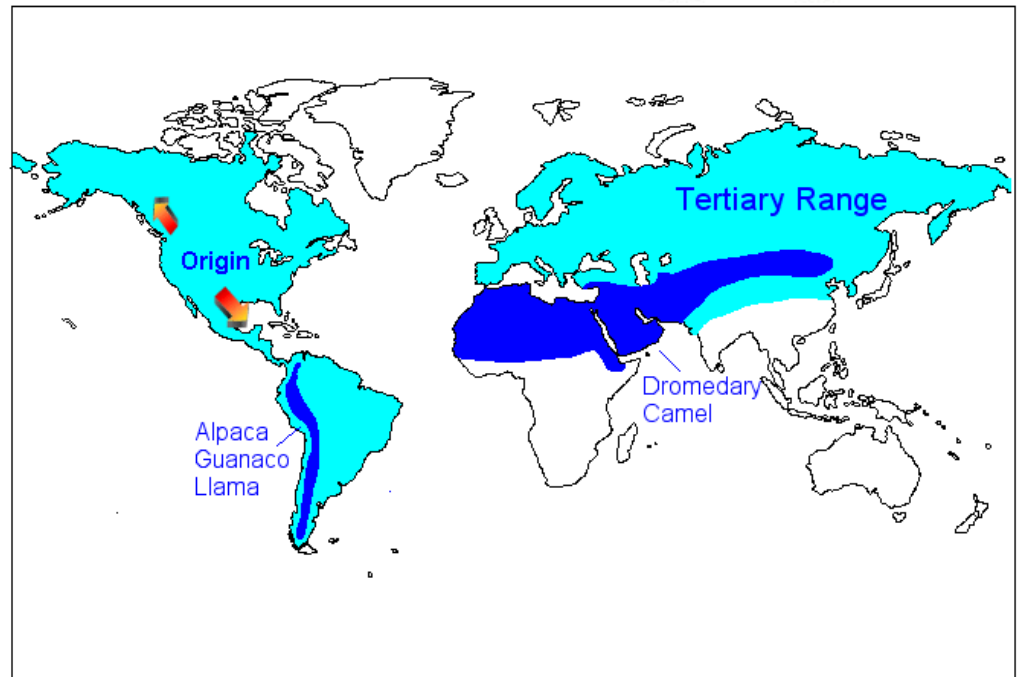 Tertiary Range
Origin
Dromedary
Camel
Alpaca
Guanaco
Llama